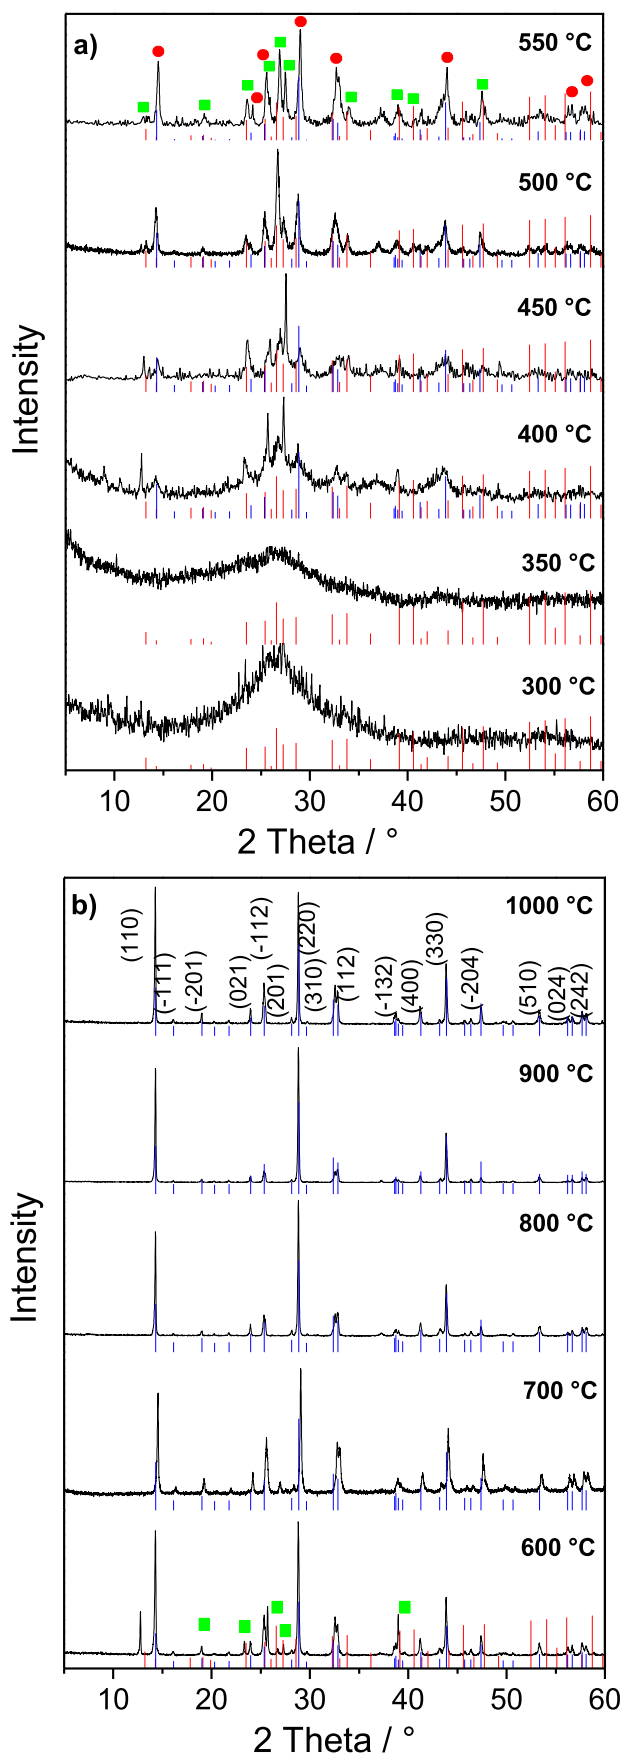 a)
550 °C
500 °C
450 °C
400 °C
350 °C
300 °C
Intensity
10 20 30 40 50 60
2 Theta / °
b)
1000 °C
(110)
(-111)
(-201)
(021)
(-112)
(201)
(220)
(310)
(112)
(-132)
(400)
(330)
(-204)
(510)
(024)
(242)
900 °C
800 °C
700 °C
600 °C
Intensity
10 20 30 40 50 60
2 Theta / °